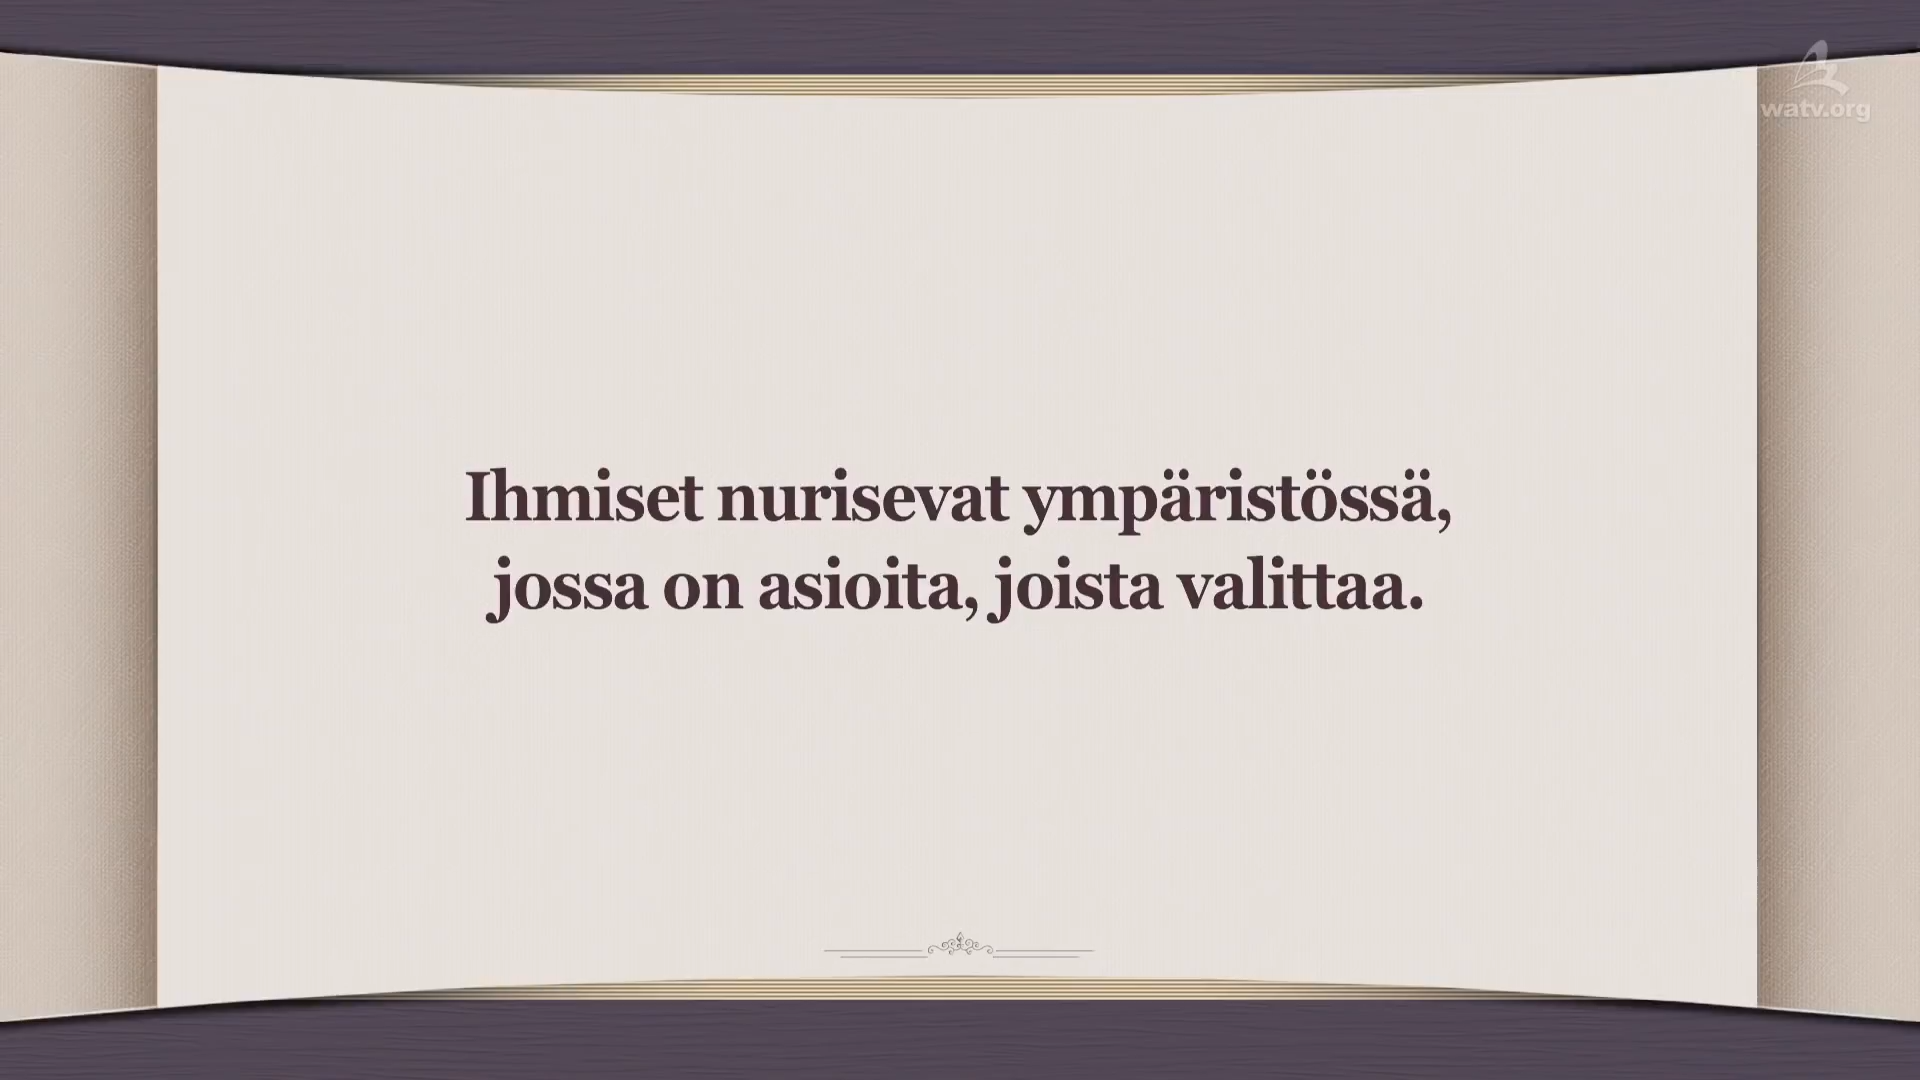 watv.org
Ihmiset nurisevat ympäristössä,
jossa on asioita, joista valittaa.